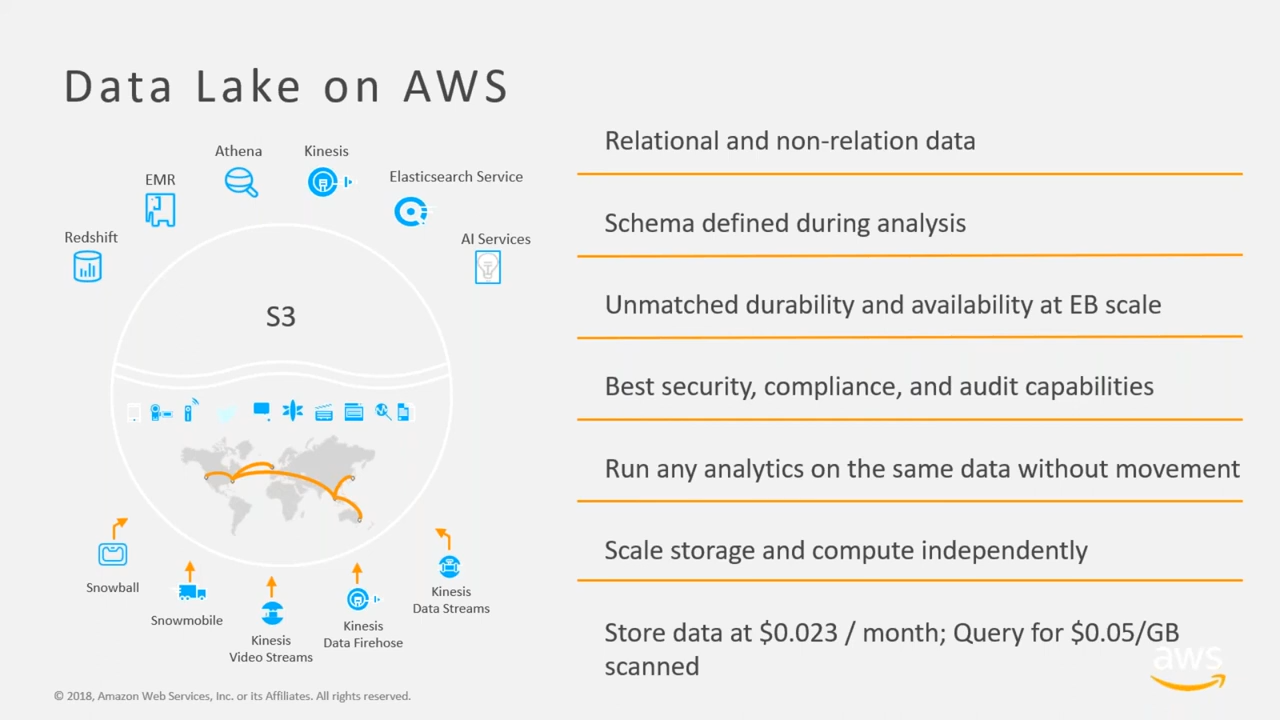 Data Lake on AWS
Athena
Kinesis
EMR
Elasticsearch Service
Redshift
AI Services
S3
Snowball
Snowmobile
Kinesis
Video Streams
Kinesis
Data Firehose
Kinesis
Data Streams
Relational and non-relation data
Schema defined during analysis
Unmatched durability and availability at EB scale
Best security, compliance, and audit capabilities
Run any analytics on the same data without movement
Scale storage and compute independently
Store data at $0.023 / month; Query for $0.05/GB
scanned
aws
© 2018, Amazon Web Services, Inc. or its Affiliates. All rights reserved.